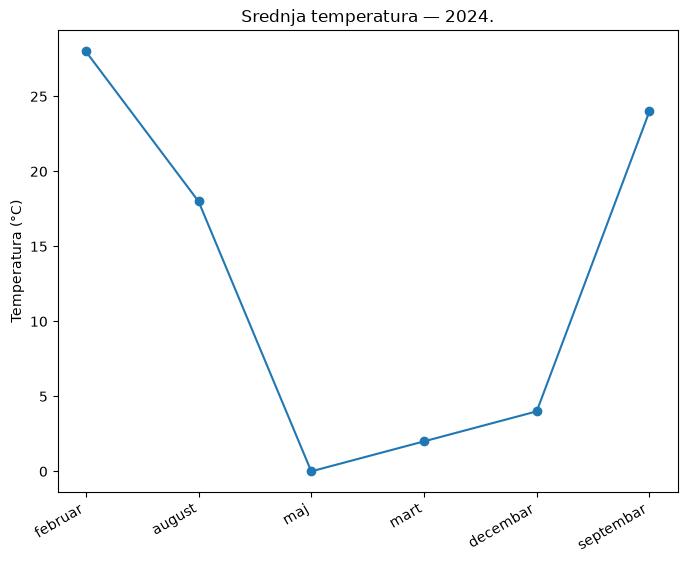 Srednja temperatura — 2024.
Temperatura (°C)
25
20
15
10
5
0
februar
august
maj
mart
decembar
septembar